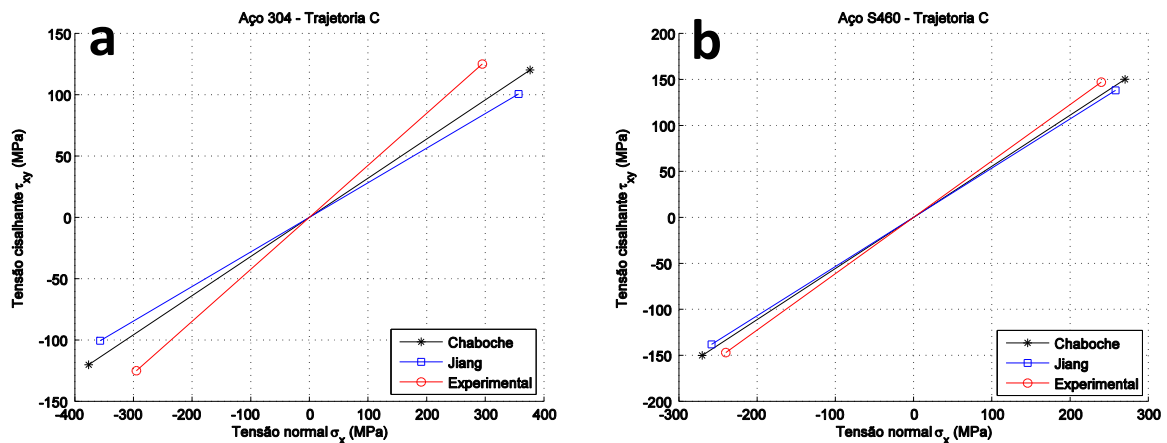 Aço 304 - Trajetoria C
a
150
100
50
0
-50
-100
-150
-400
-300
-200
-100
0
100
200
300
400
Tensão cisalhante τxy (MPa)
Tensão normal σx (MPa)
Chaboche
Jiang
Experimental
Aço S460 - Trajetoria C
b
200
150
100
50
0
-50
-100
-150
-200
-300
-200
-100
0
100
200
300
Tensão cisalhante τxy (MPa)
Tensão normal σx (MPa)
Chaboche
Jiang
Experimental